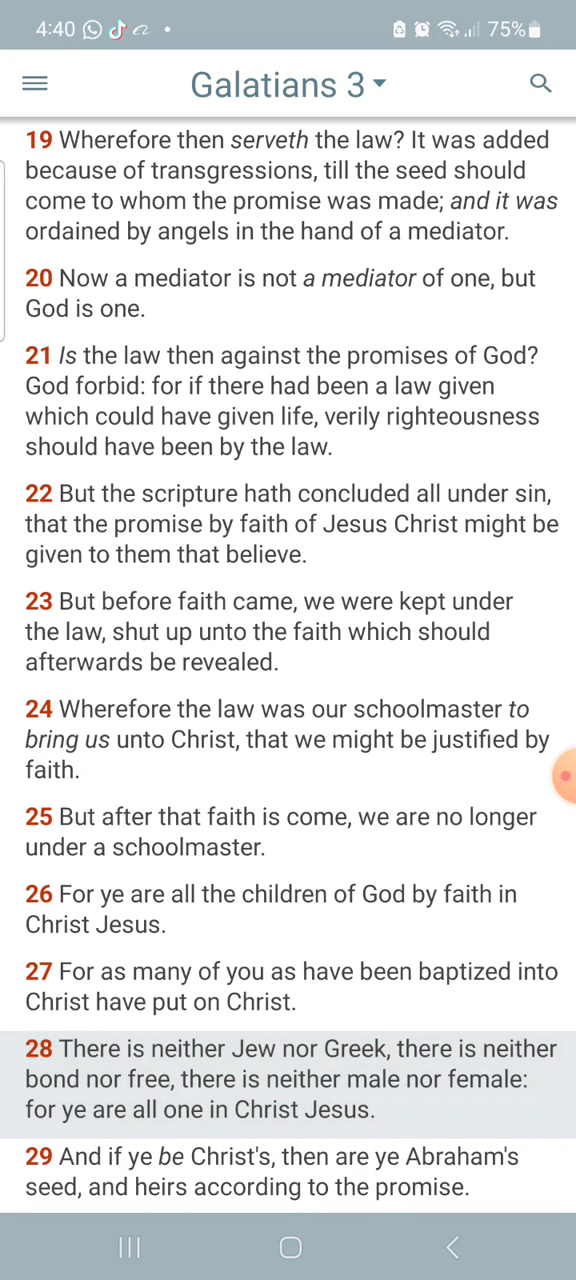 4:40 75%
Galatians 3
19 Wherefore then serveth the law? It was added
because of transgressions, till the seed should
come to whom the promise was made; and it was
ordained by angels in the hand of a mediator.
20 Now a mediator is not a mediator of one, but
God is one.
21 Is the law then against the promises of God?
God forbid: for if there had been a law given
which could have given life, verily righteousness
should have been by the law.
22 But the scripture hath concluded all under sin,
that the promise by faith of Jesus Christ might be
given to them that believe.
23 But before faith came, we were kept under
the law, shut up unto the faith which should
afterwards be revealed.
24 Wherefore the law was our schoolmaster to
bring us unto Christ, that we might be justified by
faith.
25 But after that faith is come, we are no longer
under a schoolmaster.
26 For ye are all the children of God by faith in
Christ Jesus.
27 For as many of you as have been baptized into
Christ have put on Christ.
28 There is neither Jew nor Greek, there is neither
bond nor free, there is neither male nor female:
for ye are all one in Christ Jesus.
29 And if ye be Christ's, then are ye Abraham's
seed, and heirs according to the promise.